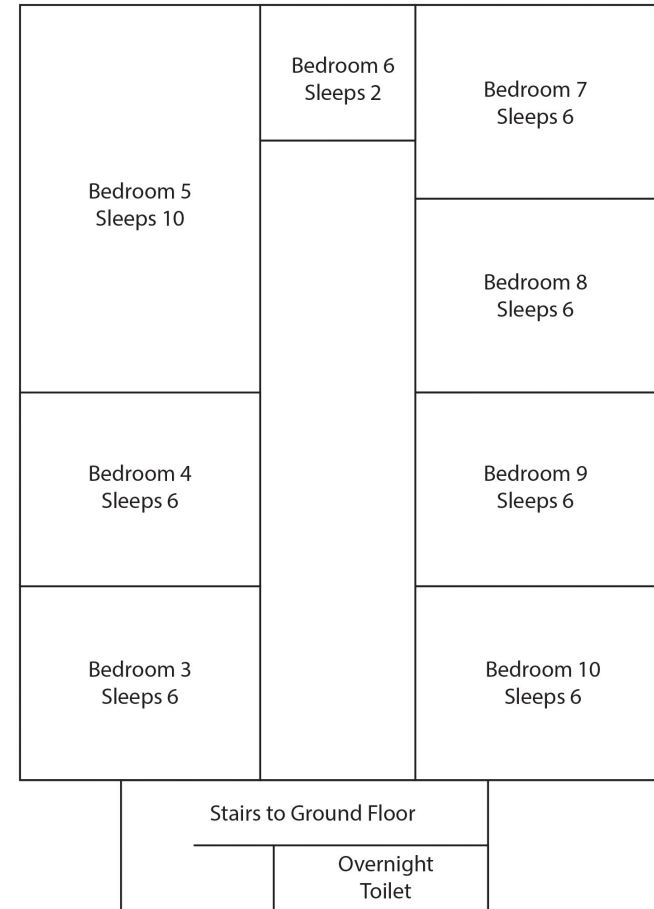 Bedroom 6
Sleeps 2
Bedroom 7
Sleeps 6
Bedroom 5
Sleeps 10
Bedroom 8
Sleeps 6
Bedroom 4
Sleeps 6
Bedroom 9
Sleeps 6
Bedroom 3
Sleeps 6
Bedroom 10
Sleeps 6
Stairs to Ground Floor
Overnight
Toilet